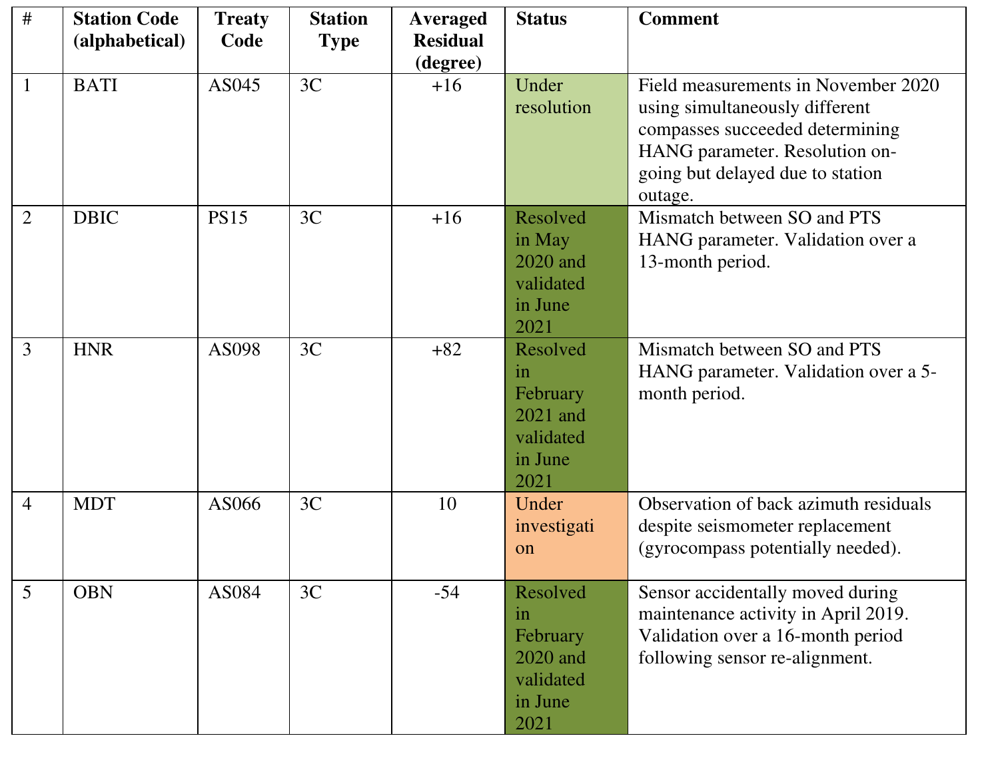 #
Station Code
(alphabetical)
Treaty
Code
Station
Type
Averaged
Residual
(degree)
Status
Comment
1
BATI
AS045
3C
+16
Under
resolution
Field measurements in November 2020
using simultaneously different
compasses succeeded determining
HANG parameter. Resolution on-
going but delayed due to station
outage.
2
DBIC
PS15
3C
+16
Resolved
in May
2020 and
validated
in June
2021
Mismatch between SO and PTS
HANG parameter. Validation over a
13-month period.
3
HNR
AS098
3C
+82
Resolved
in
February
2021 and
validated
in June
2021
Mismatch between SO and PTS
HANG parameter. Validation over a 5-
month period.
4
MDT
AS066
3C
10
Under
investigati
on
Observation of back azimuth residuals
despite seismometer replacement
(gyrocompass potentially needed).
5
OBN
AS084
3C
-54
Resolved
in
February
2020 and
validated
in June
2021
Sensor accidentally moved during
maintenance activity in April 2019.
Validation over a 16-month period
following sensor re-alignment.